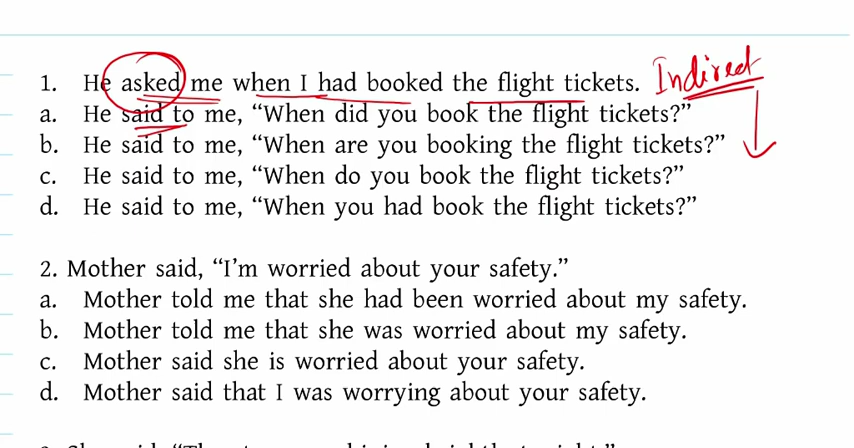 1. He asked me when I had booked the flight tickets. Indirect
a. He said to me, “When did you book the flight tickets?”
b. He said to me, “When are you booking the flight tickets?”
c. He said to me, “When do you book the flight tickets?”
d. He said to me, “When you had book the flight tickets?”
2. Mother said, “I’m worried about your safety.”
a. Mother told me that she had been worried about my safety.
b. Mother told me that she was worried about my safety.
c. Mother said she is worried about your safety.
d. Mother said that I was worrying about your safety.